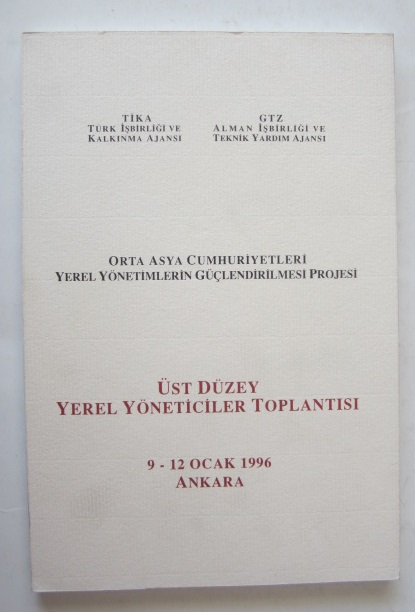 TİKA
TÜRK İŞBİRLİĞİ VE
KALKINMA AJANSI
GTZ
ALMAN İŞBİRLİĞİ VE
TEKNİK YARDIM AJANSI
ORTA ASYA CUMHURİYETLERİ
YEREL YÖNETİMLERİN GÜÇLENDİRİLMESİ PROJESİ
ÜST DÜZEY
YEREL YÖNETİCİLER TOPLANTISI
9 - 12 OCAK 1996
ANKARA